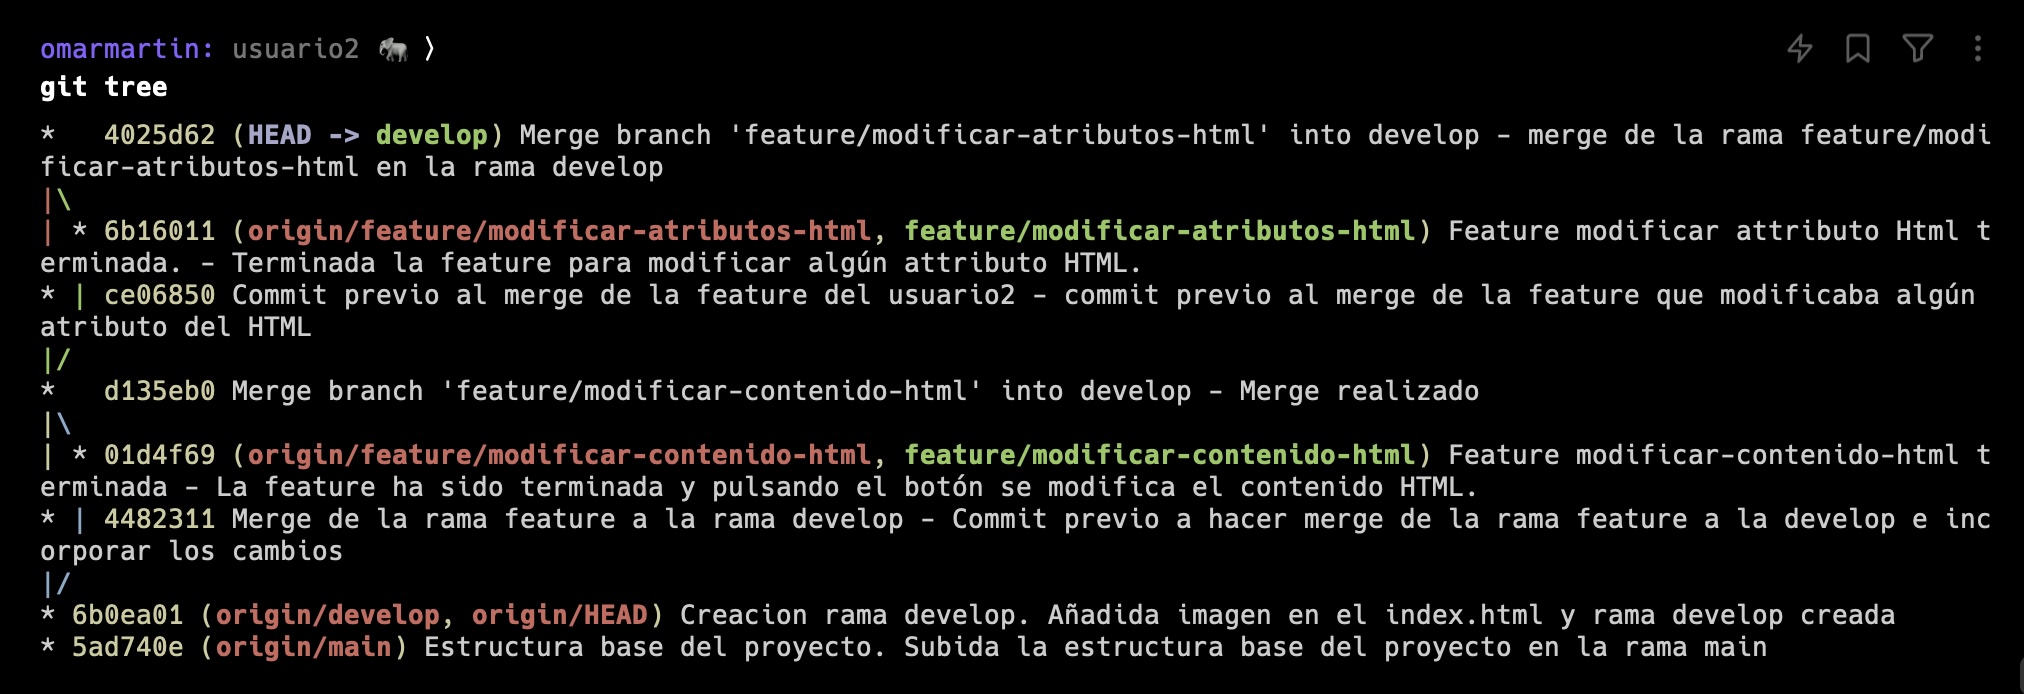 omarmartin: usuario2 🐘 ⟩
git tree
*   4025d62 (HEAD -> develop) Merge branch 'feature/modificar-atributos-html' into develop - merge de la rama feature/modi
ficar-atributos-html en la rama develop
|\
| * 6b16011 (origin/feature/modificar-atributos-html, feature/modificar-atributos-html) Feature modificar attributo Html t
erminada. - Terminada la feature para modificar algún attributo HTML.
* | ce06850 Commit previo al merge de la feature del usuario2 - commit previo al merge de la feature que modificaba algún
atributo del HTML
|/
*   d135eb0 Merge branch 'feature/modificar-contenido-html' into develop - Merge realizado
|\
| * 01d4f69 (origin/feature/modificar-contenido-html, feature/modificar-contenido-html) Feature modificar-contenido-html t
erminada - La feature ha sido terminada y pulsando el botón se modifica el contenido HTML.
* | 4482311 Merge de la rama feature a la rama develop - Commit previo a hacer merge de la rama feature a la develop e inc
orporar los cambios
|/
* 6b0ea01 (origin/develop, origin/HEAD) Creacion rama develop. Añadida imagen en el index.html y rama develop creada
* 5ad740e (origin/main) Estructura base del proyecto. Subida la estructura base del proyecto en la rama main